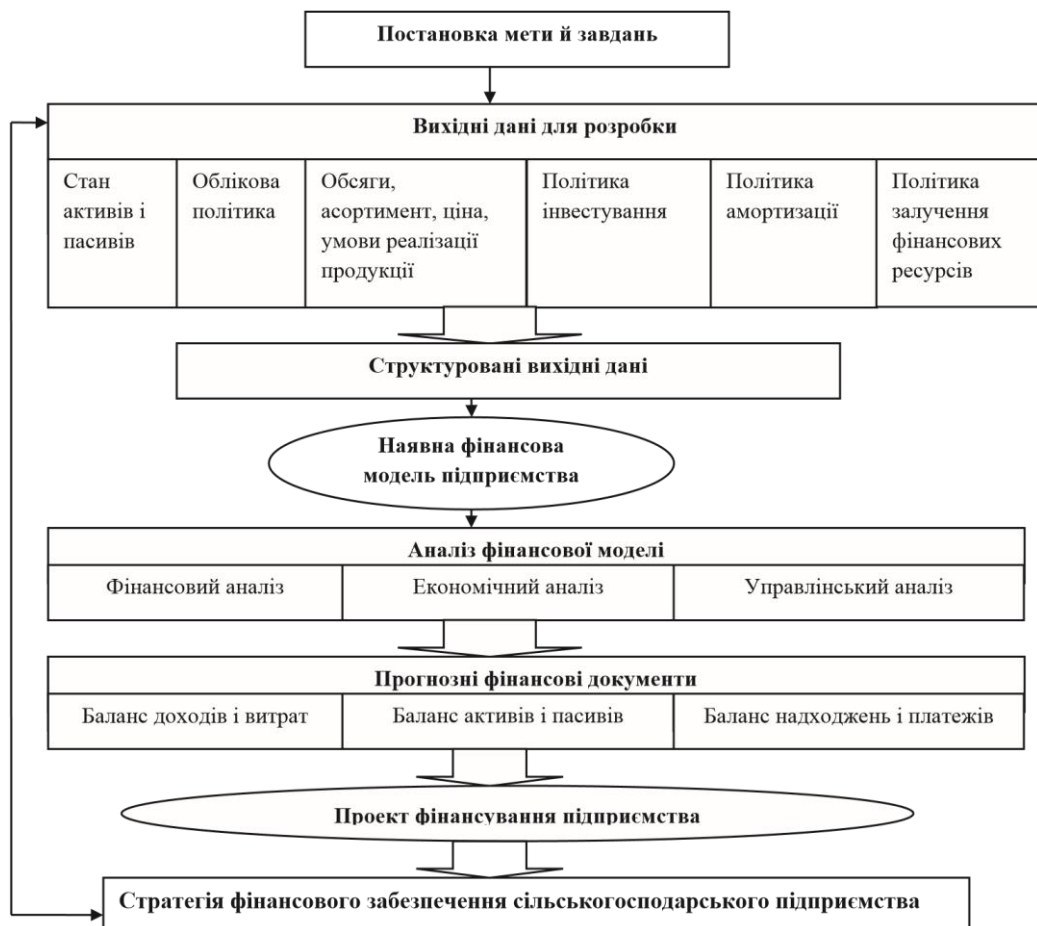 Постановка мети й завдань
Вихідні дані для розробки
Стан
активів і
пасивів
Облікова
політика
Обсяги,
асортимент, ціна,
умови реалізації
продукції
Політика
інвестування
Політика
амортизації
Політика
залучення
фінансових
ресурсів
Структуровані вихідні дані
Наявна фінансова
модель підприємства
Аналіз фінансової моделі
Фінансовий аналіз
Економічний аналіз
Управлінський аналіз
Прогнозні фінансові документи
Баланс доходів і витрат
Баланс активів і пасивів
Баланс надходжень і платежів
Проект фінансування підприємства
Стратегія фінансового забезпечення сільськогосподарського підприємства